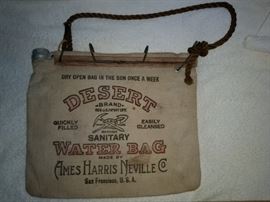 DRY OPEN BAG IN THE SUN ONCE A WEEK
DESERT
BRAND
QUICKLY EASILY
FILLED CLEANSED
SANITARY
WATER BAG
MADE BY
AMES HARRIS NEVILLE CO
San Francisco, U.S.A.